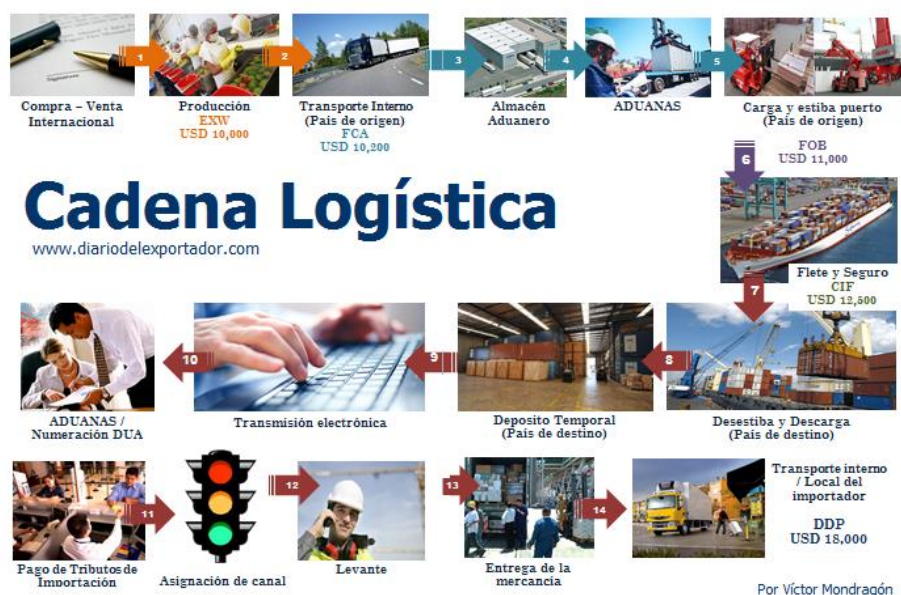 1
2
3
4
5
Compra – Venta
Internacional
Producción
EXW
USD 10,000
Transporte Interno
(País de origen)
FCA
USD 10,200
Almacén
Aduanero
ADUANAS
Carga y estiba puerto
(País de origen)
FOB
USD 11,000
6
Cadena Logística
www.diariodelexportador.com
Flete y Seguro
CIF
USD 12,500
7
10
9
8
ADUANAS /
Numeración DUA
Transmisión electrónica
Deposito Temporal
(País de destino)
Desestiba y Descarga
(País de destino)
11
12
13
14
Pago de Tributos de
Importación
Asignación de canal
Levante
Entrega de la
mercancía
Transporte interno
/ Local del
importador
DDP
USD 18,000
Por Víctor Mondragón